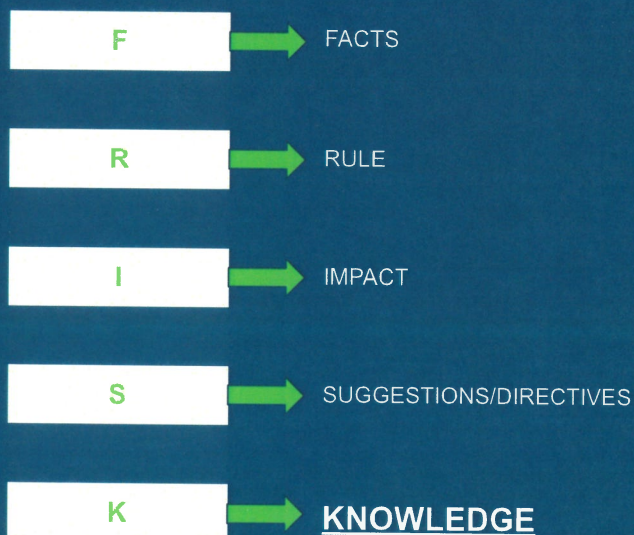 F FACTS
R RULE
I IMPACT
S SUGGESTIONS/DIRECTIVES
K KNOWLEDGE